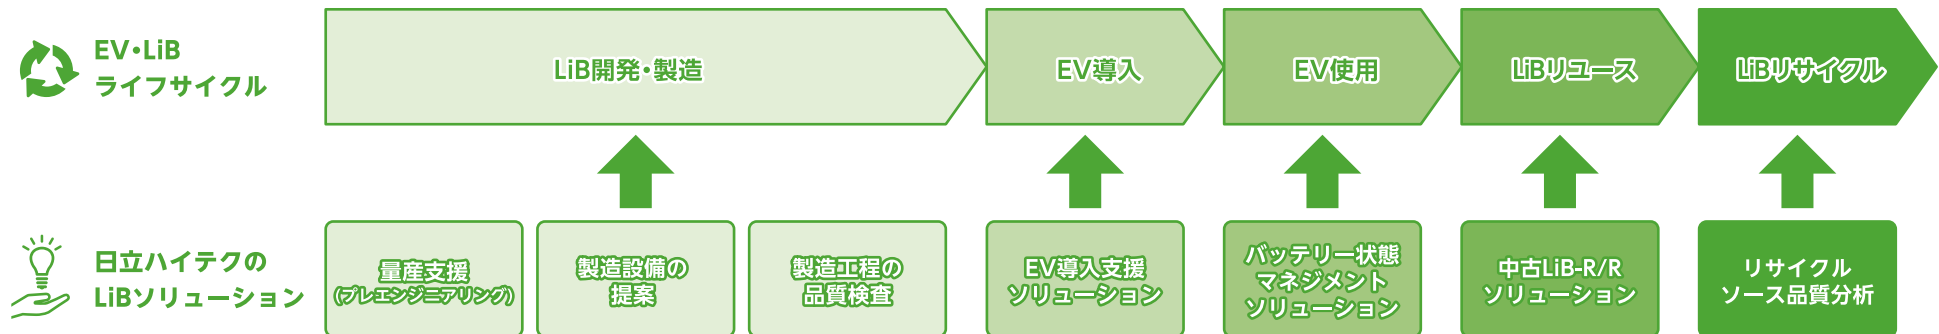 EV・LiB
ライフサイクル
LiB開発・製造
EV導入
EV使用
LiBリユース
LiBリサイクル
日立ハイテクの
LiBソリューション
量産支援
(プレエンジニアリング)
製造設備の
提案
製造工程の
品質検査
EV導入支援
ソリューション
バッテリー状態
マネジメント
ソリューション
中古LiB-R/R
ソリューション
リサイクル
ソース品質分析